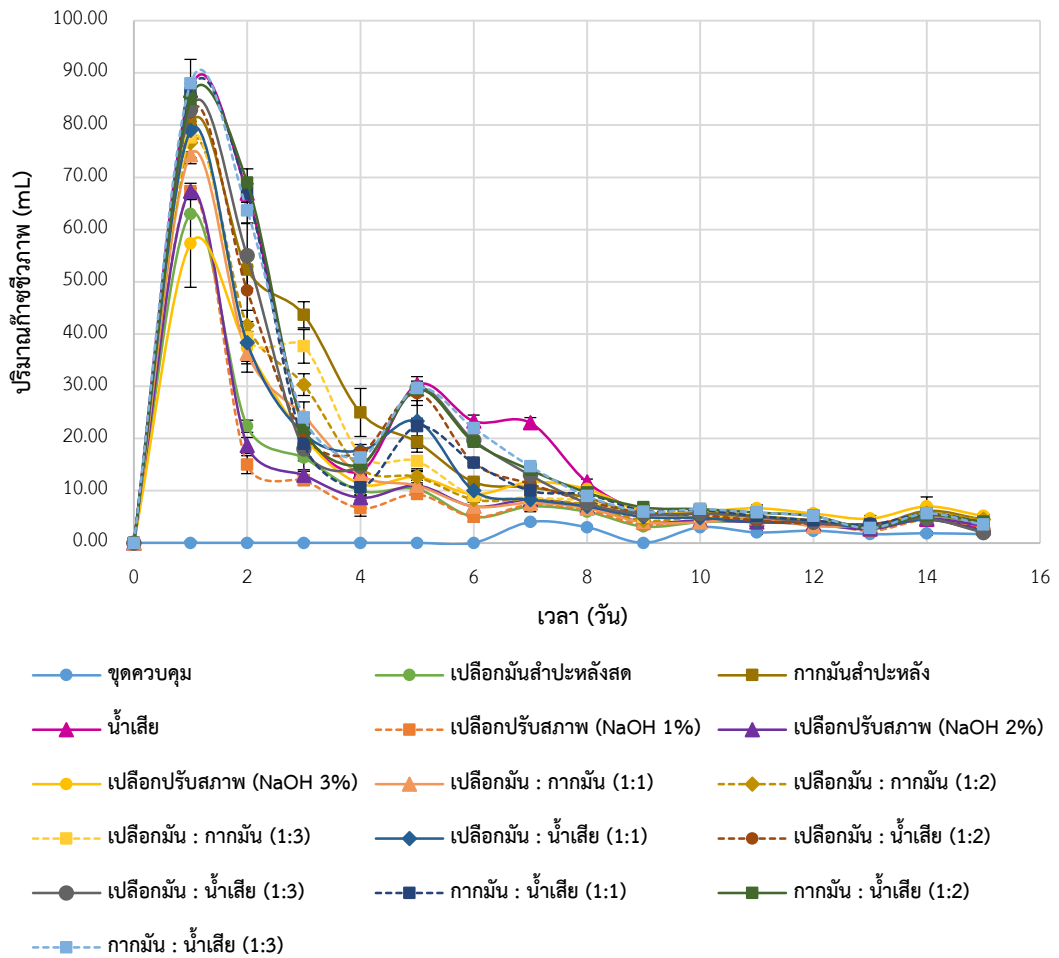 100.00
90.00
80.00
70.00
60.00
50.00
40.00
30.00
20.00
10.00
0.00
ปริมาณก๊าซชีวภาพ (mL)
0 2 4 6 8 10 12 14 16
เวลา (วัน)
ชุดควบคุม เปลือกมันสำปะหลังสด กากมันสำปะหลัง
น้ำเสีย เปลือกปรับสภาพ (NaOH 1%) เปลือกปรับสภาพ (NaOH 2%)
เปลือกปรับสภาพ (NaOH 3%) เปลือกมัน : กากมัน (1:1) เปลือกมัน : กากมัน (1:2)
เปลือกมัน : กากมัน (1:3) เปลือกมัน : น้ำเสีย (1:1) เปลือกมัน : น้ำเสีย (1:2)
เปลือกมัน : น้ำเสีย (1:3) กากมัน : น้ำเสีย (1:1) กากมัน : น้ำเสีย (1:2)
กากมัน : น้ำเสีย (1:3)